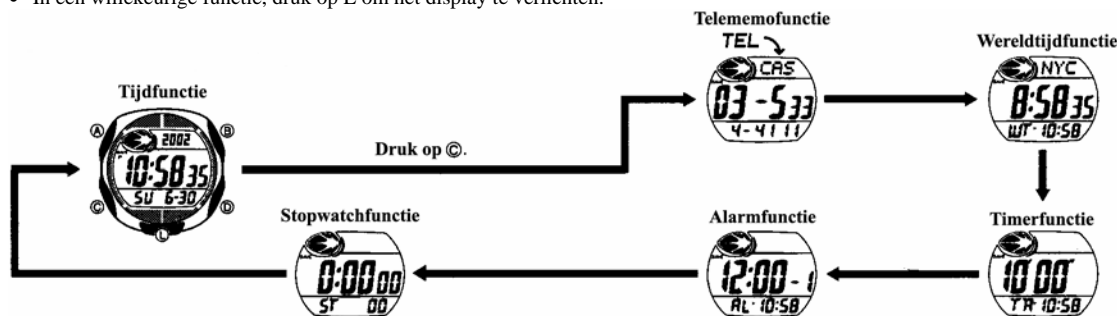 • In een willekeurige functie, druk op L om het display te verlichten.
Telememofunctie
TEL
CAS
03-533
4-4111
Wereldtijdfunctie
NYC
8:58 35
WT 10:58
Tijdfunctie
A
B
2002
10:58 35
SU 6-30
C
D
L
Druk op C.
Stopwatchfunctie
0:00 00
ST 00
Alarmfunctie
12:00 -1
AL 10:58
Timerfunctie
10 00
TR 10:58